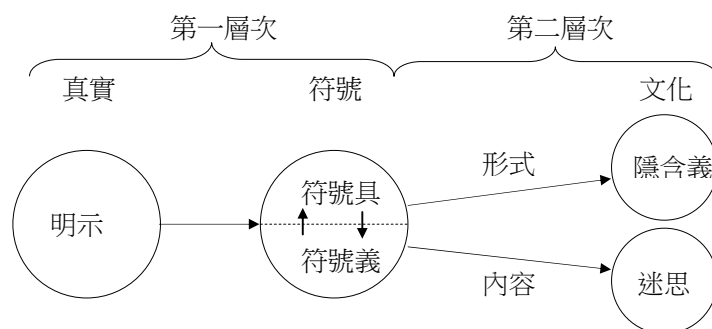 第一層次 第二層次
真實 符號 文化
形式 隱含義
符號具
明示
符號義
內容 迷思